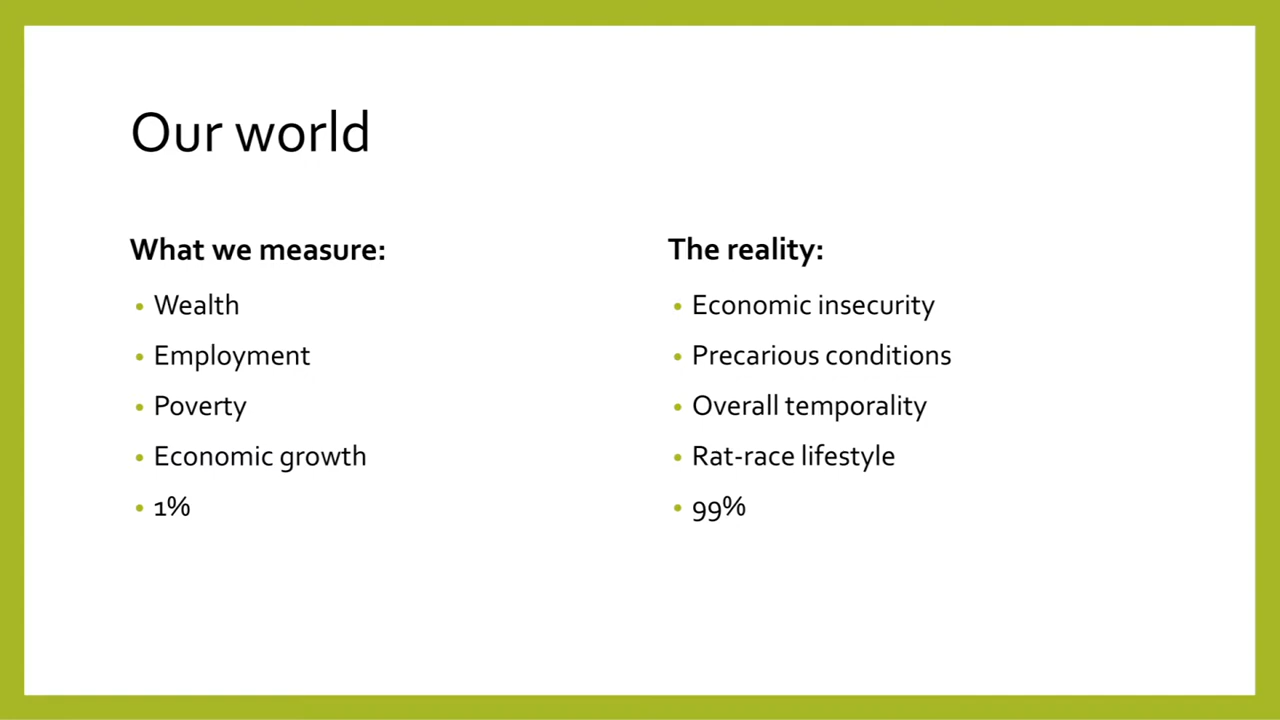 Our world
What we measure:
• Wealth
• Employment
• Poverty
• Economic growth
• 1%
The reality:
• Economic insecurity
• Precarious conditions
• Overall temporality
• Rat-race lifestyle
• 99%